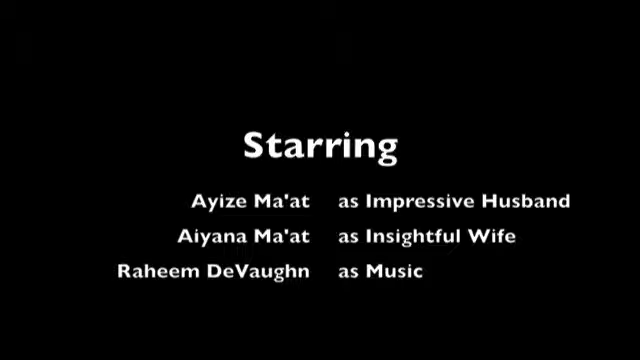 Starring
Ayize Ma'at as Impressive Husband
Aiyana Ma'at as Insightful Wife
Raheem DeVaughn as Music